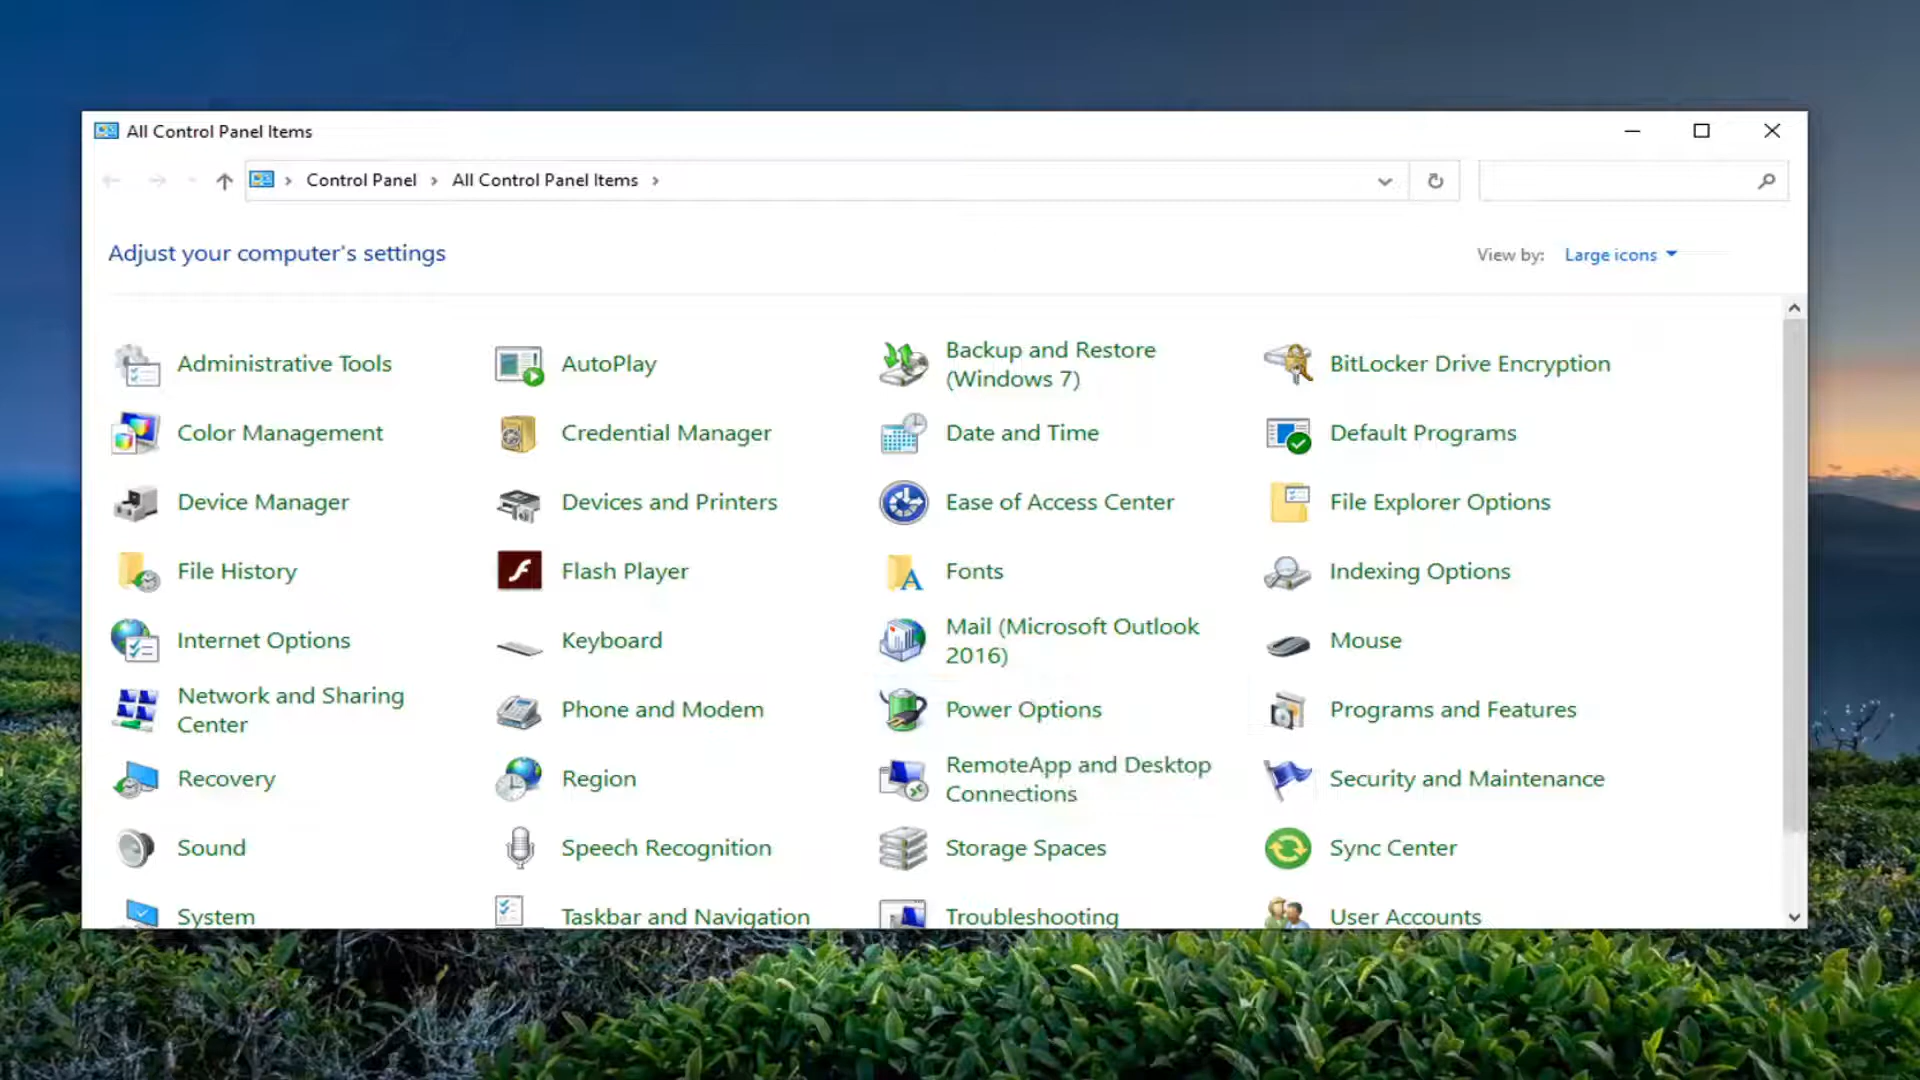 All Control Panel Items
Control Panel > All Control Panel Items >
Adjust your computer's settings
View by: Large icons
Administrative Tools
AutoPlay
Backup and Restore
(Windows 7)
BitLocker Drive Encryption
Color Management
Credential Manager
Date and Time
Default Programs
Device Manager
Devices and Printers
Ease of Access Center
File Explorer Options
File History
Flash Player
Fonts
Indexing Options
Internet Options
Keyboard
Mail (Microsoft Outlook
2016)
Mouse
Network and Sharing
Center
Phone and Modem
Power Options
Programs and Features
Recovery
Region
RemoteApp and Desktop
Connections
Security and Maintenance
Sound
Speech Recognition
Storage Spaces
Sync Center
System
Taskbar and Navigation
Troubleshooting
User Accounts